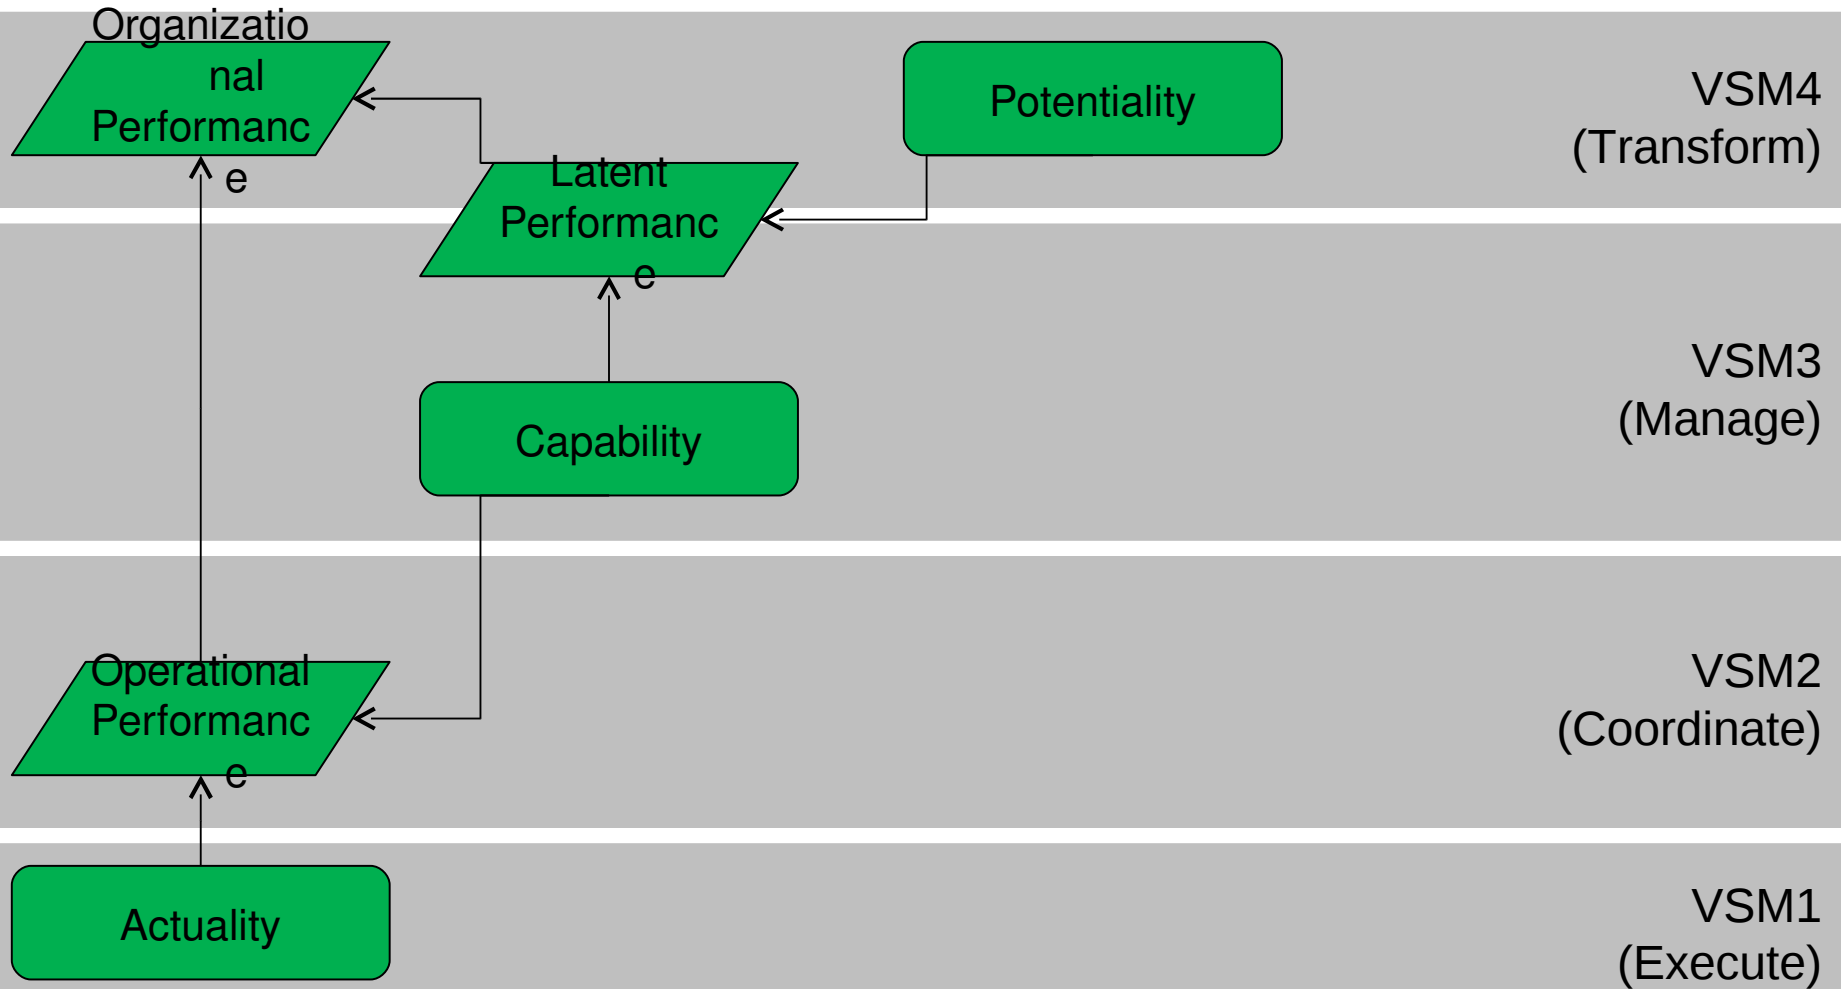 Organizatio
nal
Performanc
e
Potentiality
VSM4
(Transform)
Latent
Performanc
e
VSM3
(Manage)
Capability
Operational
Performanc
e
VSM2
(Coordinate)
Actuality
VSM1
(Execute)